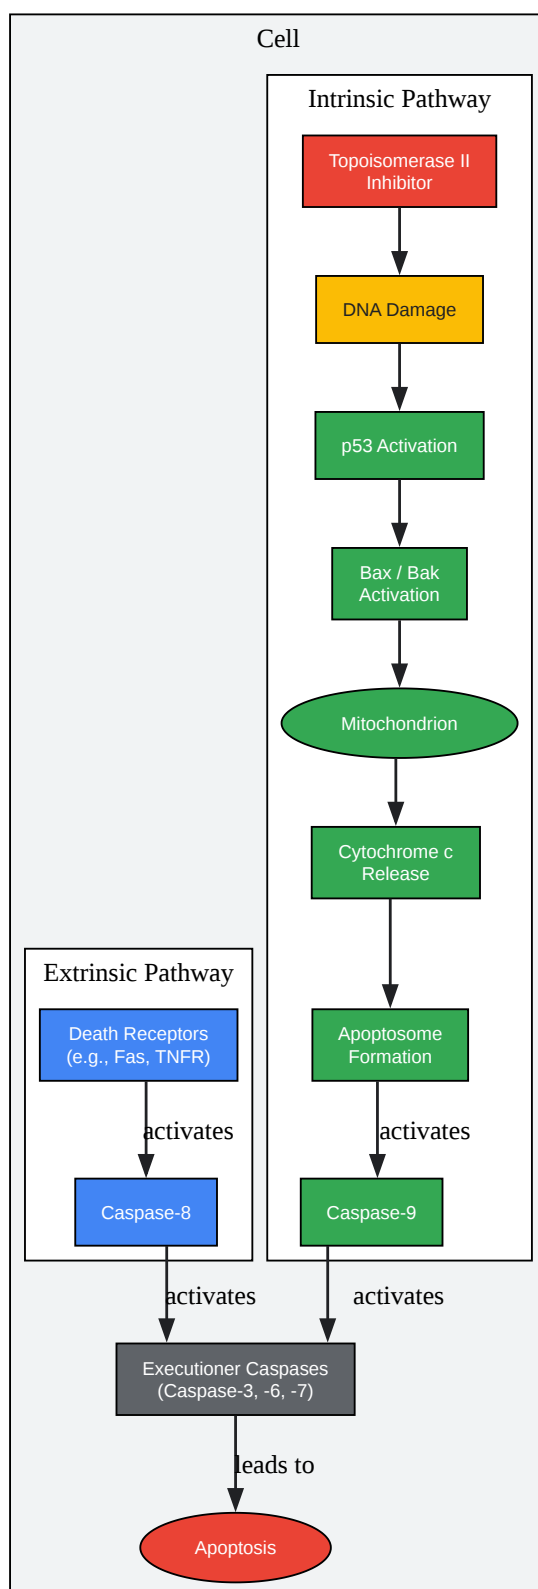 Cell
Intrinsic Pathway
Topoisomerase II
Inhibitor
DNA Damage
p53 Activation
Bax / Bak
Activation
Mitochondrion
Cytochrome c
Release
Extrinsic Pathway
Death Receptors
(e.g., Fas, TNFR)
Apoptosome
Formation
activates
activates
Caspase-8
Caspase-9
activates
activates
Executioner Caspases
(Caspase-3, -6, -7)
leads to
Apoptosis